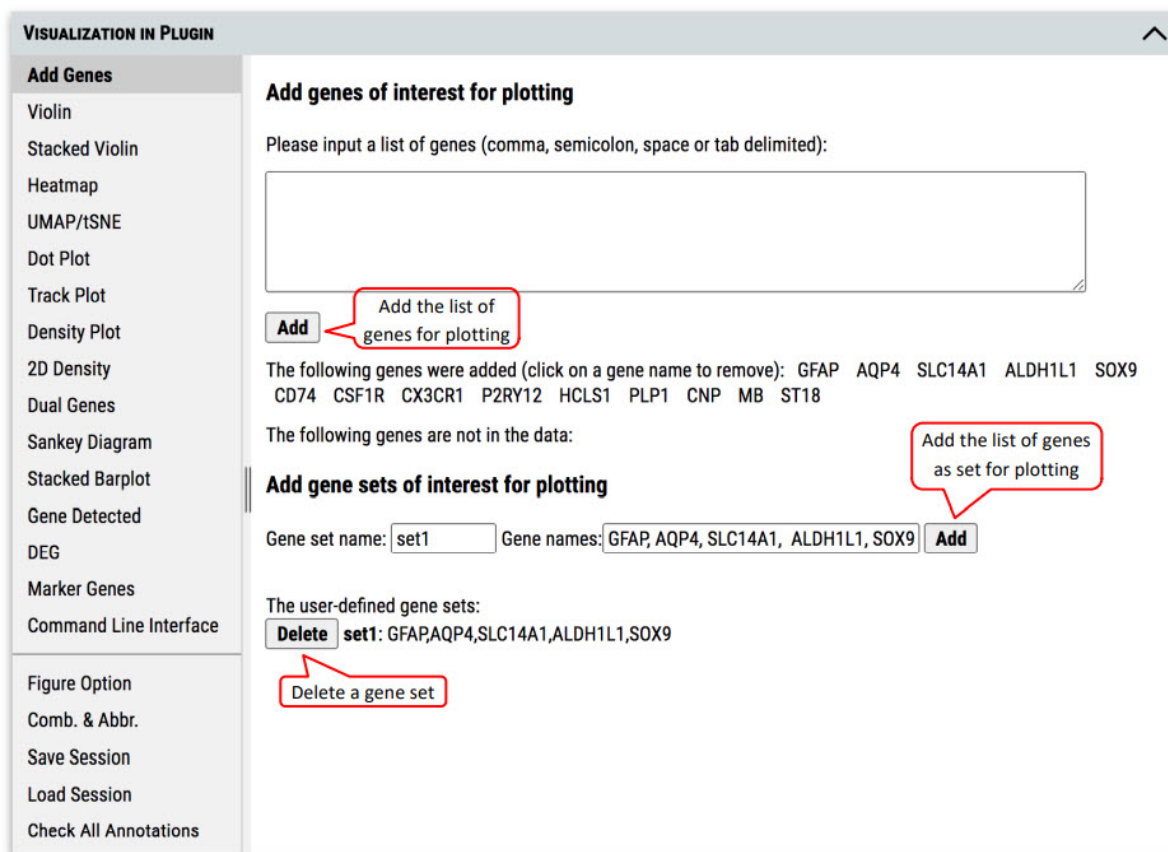 VISUALIZATION IN PLUGIN
Add Genes
Violin
Stacked Violin
Heatmap
UMAP/tSNE
Dot Plot
Track Plot
Density Plot
2D Density
Dual Genes
Sankey Diagram
Stacked Barplot
Gene Detected
DEG
Marker Genes
Command Line Interface
Figure Option
Comb. & Abbr.
Save Session
Load Session
Check All Annotations
Add genes of interest for plotting
Please input a list of genes (comma, semicolon, space or tab delimited):
Add
Add the list of
genes for plotting
The following genes were added (click on a gene name to remove): GFAP AQP4 SLC14A1 ALDH1L1 SOX9
CD74 CSF1R CX3CR1 P2RY12 HCLS1 PLP1 CNP MB ST18
The following genes are not in the data:
Add the list of genes
as set for plotting
Add gene sets of interest for plotting
Gene set name: set1 Gene names: GFAP, AQP4, SLC14A1, ALDH1L1, SOX9 Add
The user-defined gene sets:
Delete set1: GFAP,AQP4,SLC14A1,ALDH1L1,SOX9
Delete a gene set